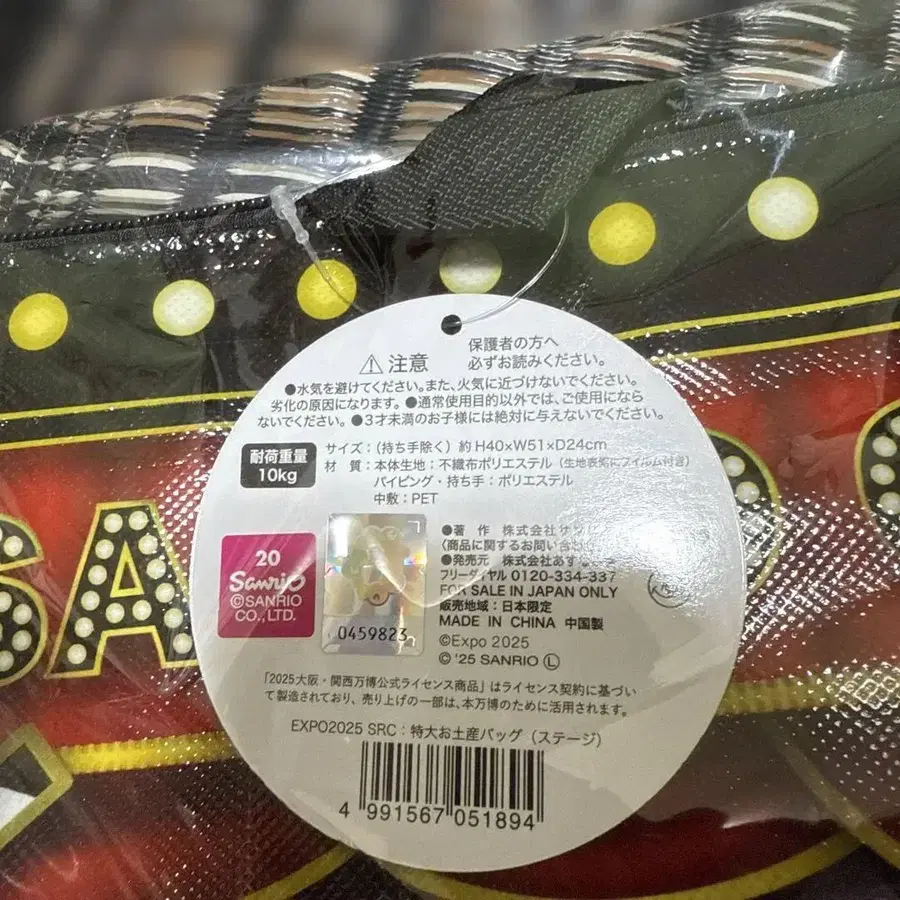 注意
保護者の方へ
必ずお読みください。
●水気を避けてください。また、火気に近づけないでください。
劣化の原因になります。●通常使用目的以外では、ご使用になら
ないでください。●3才未満のお子様には絶対に与えないでください。
耐荷重量
10kg
サイズ：（持ち手除く）約 H40×W51×D24cm
材 質：本体生地：不織布ポリエステル（生地表気にフィルム付き）
パイピング・持ち手：ポリエステル
中敷：PET
20
Sanrio
©SANRIO
CO.,LTD.
0459823
●著 作 株式会社サン
（商品に関するお問い合わ
●発売元 株式会社あす
フリーダイヤル 0120-334-337
FOR SALE IN JAPAN ONLY
販売地域：日本限定
MADE IN CHINA 中国製
©Expo 2025
© '25 SANRIO Ⓛ
「2025大阪・関西万博公式ライセンス商品」はライセンス契約に基づい
て製造されており、売り上げの一部は、本万博のために活用されます。
EXPO2025 SRC：特大お土産バッグ（ステージ）
4 991567 051894
SA